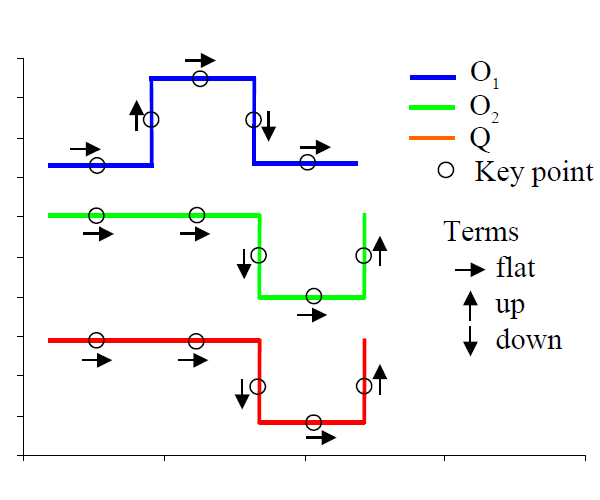 O₁
O₂
Q
Key point
Terms
flat
up
down